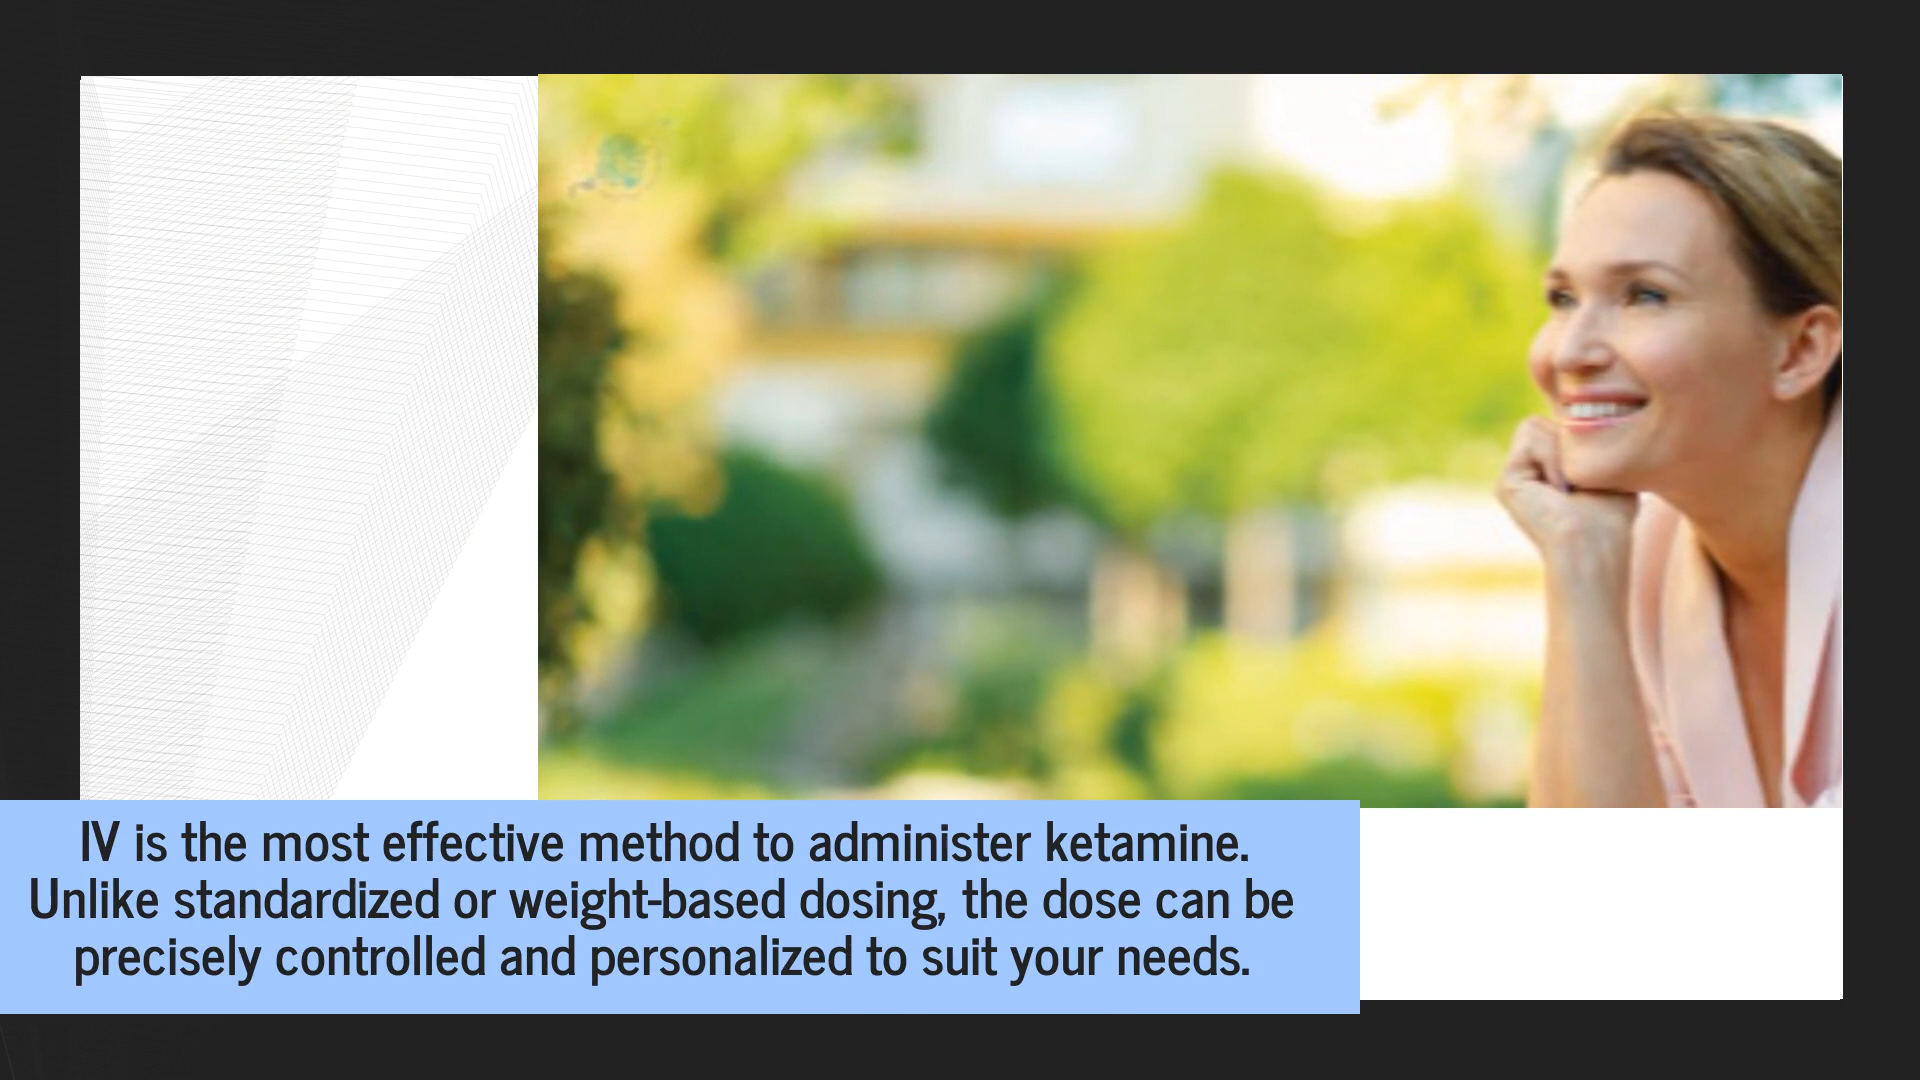 IV is the most effective method to administer ketamine.
Unlike standardized or weight-based dosing, the dose can be
precisely controlled and personalized to suit your needs.